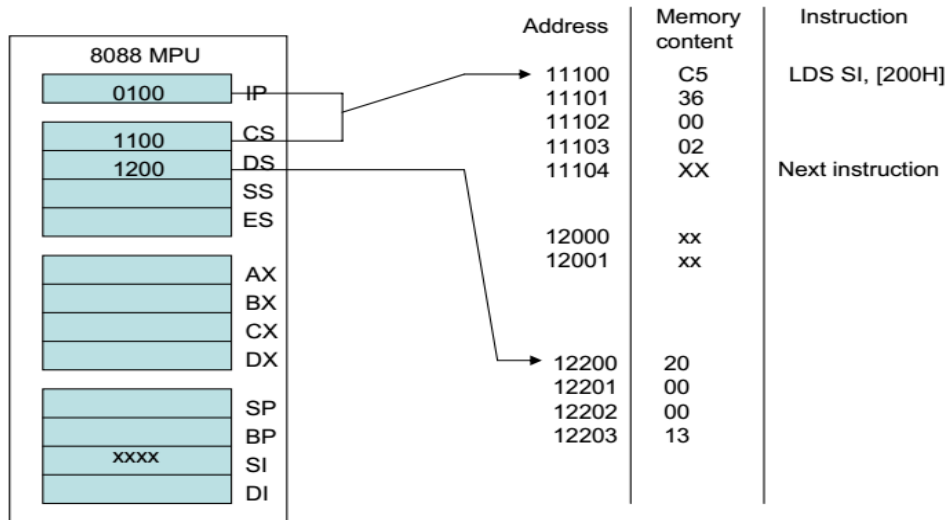 Address Memory content Instruction
8088 MPU
0100 IP
1100 CS
1200 DS
SS
ES
AX
BX
CX
DX
SP
BP
xxxx SI
DI
11100 C5 LDS SI, [200H]
11101 36
11102 00
11103 02
11104 XX Next instruction
12000 xx
12001 xx
12200 20
12201 00
12202 00
12203 13